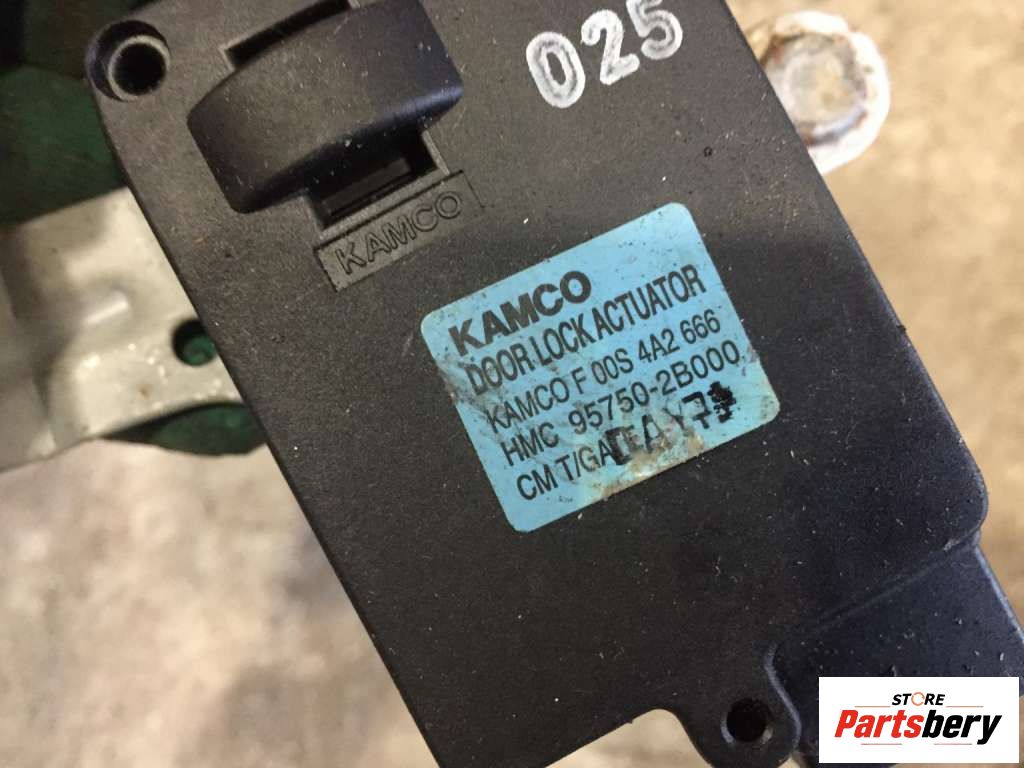 025
KAMCO
KAMCO
DOOR LOCK ACTUATOR
KAMCO F 00S 4A2 666
HMC 95750-2B000
CM T/GA
STORE
Partsbery